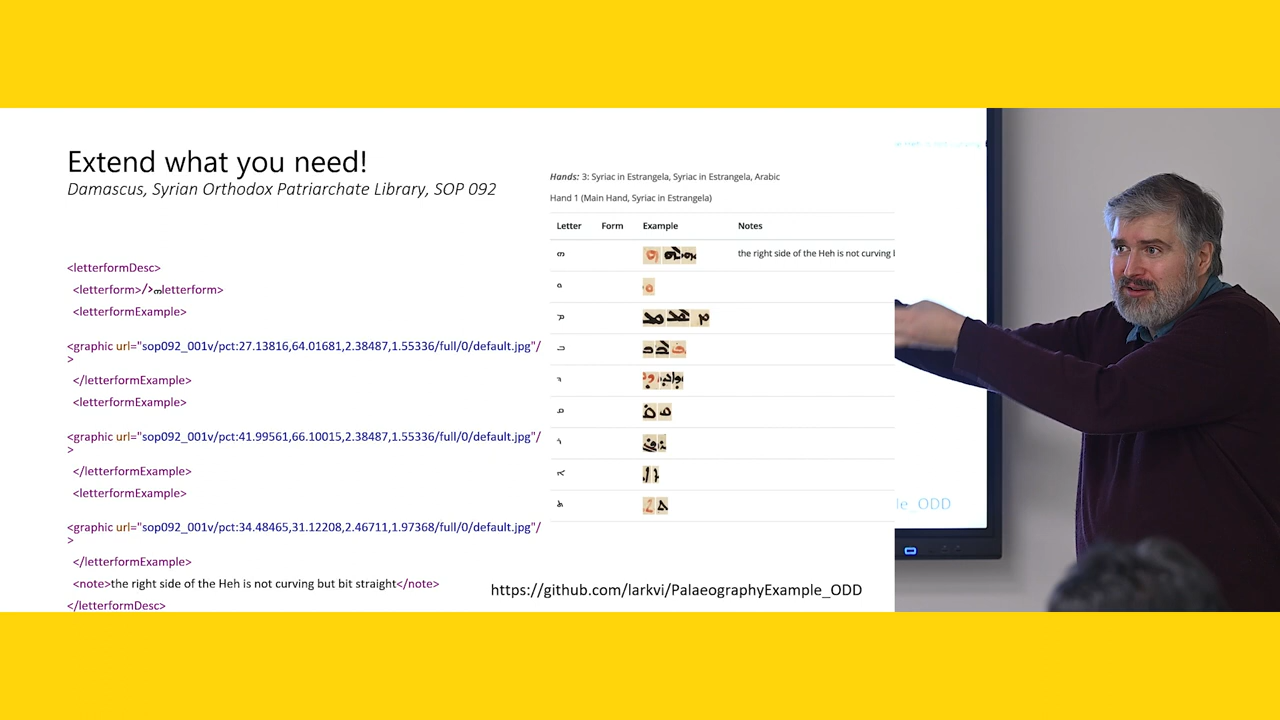 Extend what you need!
Damascus, Syrian Orthodox Patriarchate Library, SOP 092
<letterformDesc>
<letterform>ܗ</letterform>
<letterformExample>
<graphic url="sop092_001v/pct:27.13816,64.01681,2.38487,1.55336/full/0/default.jpg"/
>
</letterformExample>
<letterformExample>
<graphic url="sop092_001v/pct:41.99561,66.10015,2.38487,1.55336/full/0/default.jpg"/
>
</letterformExample>
<letterformExample>
<graphic url="sop092_001v/pct:34.48465,31.12208,2.46711,1.97368/full/0/default.jpg"/
>
</letterformExample>
<note>the right side of the Heh is not curving but bit straight</note>
</letterformDesc>
Hands: 3: Syriac in Estrangela, Syriac in Estrangela, Arabic
Hand 1 (Main Hand, Syriac in Estrangela)
Letter Form Example Notes
ܗ the right side of the Heh is not curving
ܘ
https://github.com/larkvi/PalaeographyExample_ODD
le_ODD